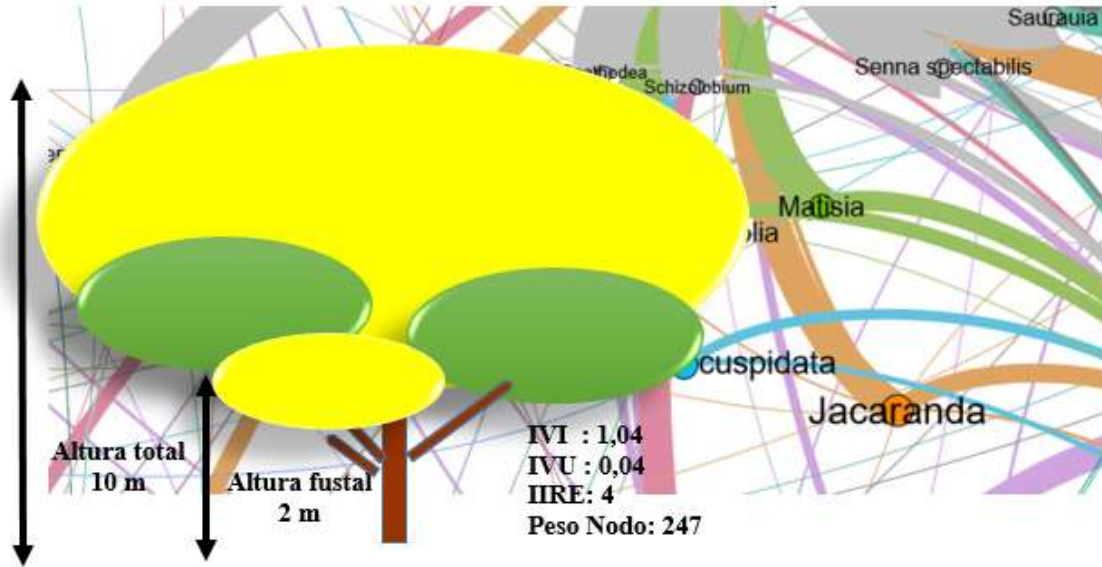 Saurauia
Senna spectabilis
Schizolobium
Matisia
cuspidata
Jacaranda
Altura total
10 m
Altura fustal
2 m
IVI : 1,04
IVU : 0,04
IIRE: 4
Peso Nodo: 247